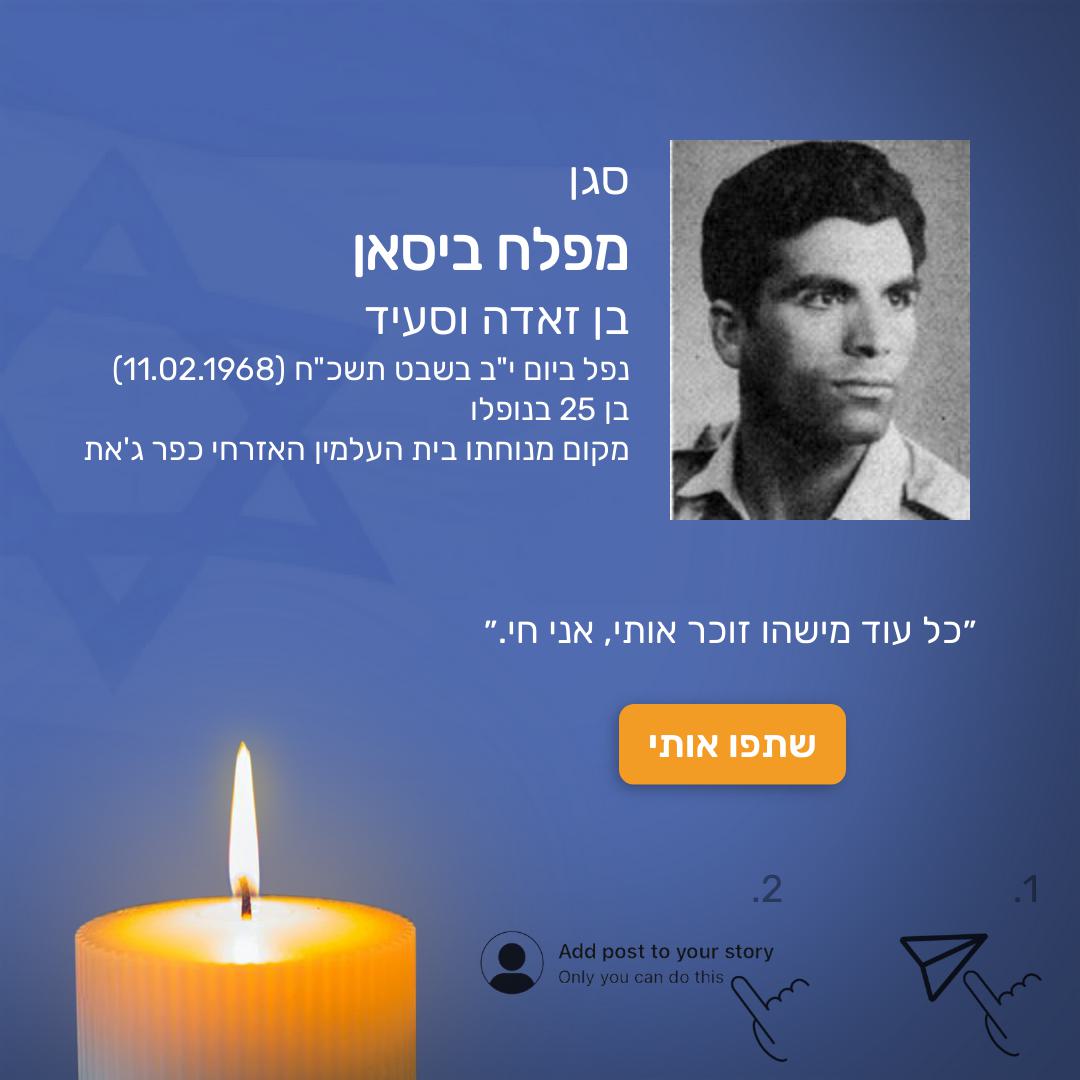 סגן
מפלח ביסאן
בן זאדה וסעיד
נפל ביום י"ב בשבט תשכ"ח (11.02.1968)
בן 25 בנופלו
מקום מנוחתו בית העלמין האזרחי כפר ג'את
״כל עוד מישהו זוכר אותי, אני חי.״
שתפו אותי
1.
2.
Add post to your story
Only you can do this